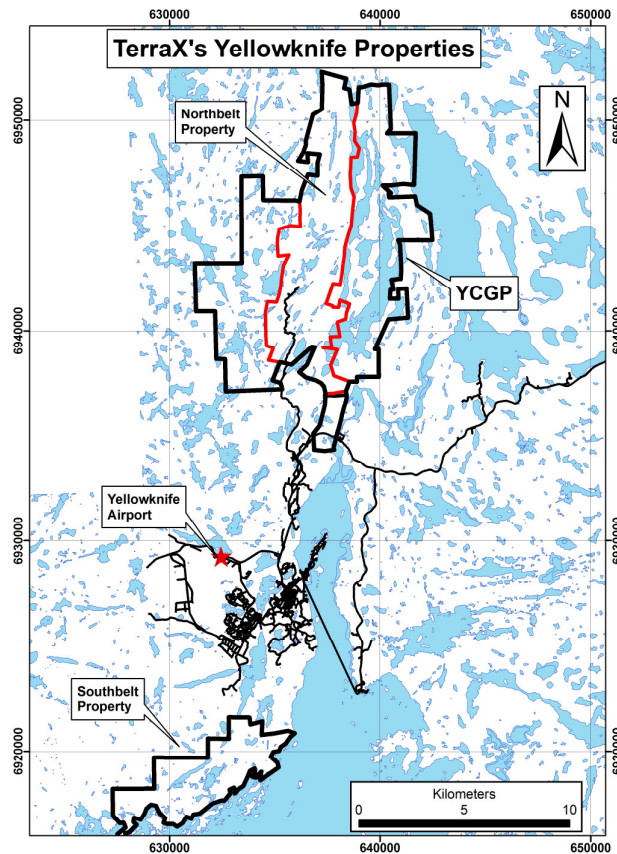 630000
640000
650000
TerraX's Yellowknife Properties
N
6950000
6950000
Northbelt
Property
YCGP
6940000
6940000
Yellowknife
Airport
6930000
6930000
Southbelt
Property
6920000
6920000
Kilometers
0
5
10
630000
640000
650000